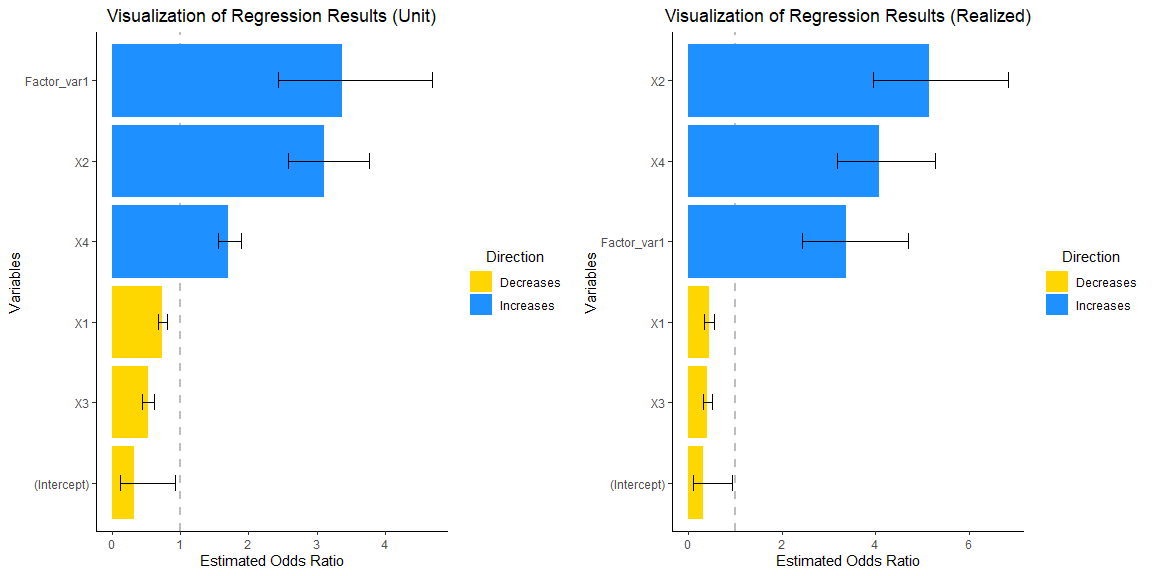 Visualization of Regression Results (Unit)
Variables
Factor_var1
X2
X4
X1
X3
(Intercept)
0 1 2 3 4
Estimated Odds Ratio
Direction
Decreases
Increases
Visualization of Regression Results (Realized)
Variables
X2
X4
Factor_var1
X1
X3
(Intercept)
0 2 4 6
Estimated Odds Ratio
Direction
Decreases
Increases